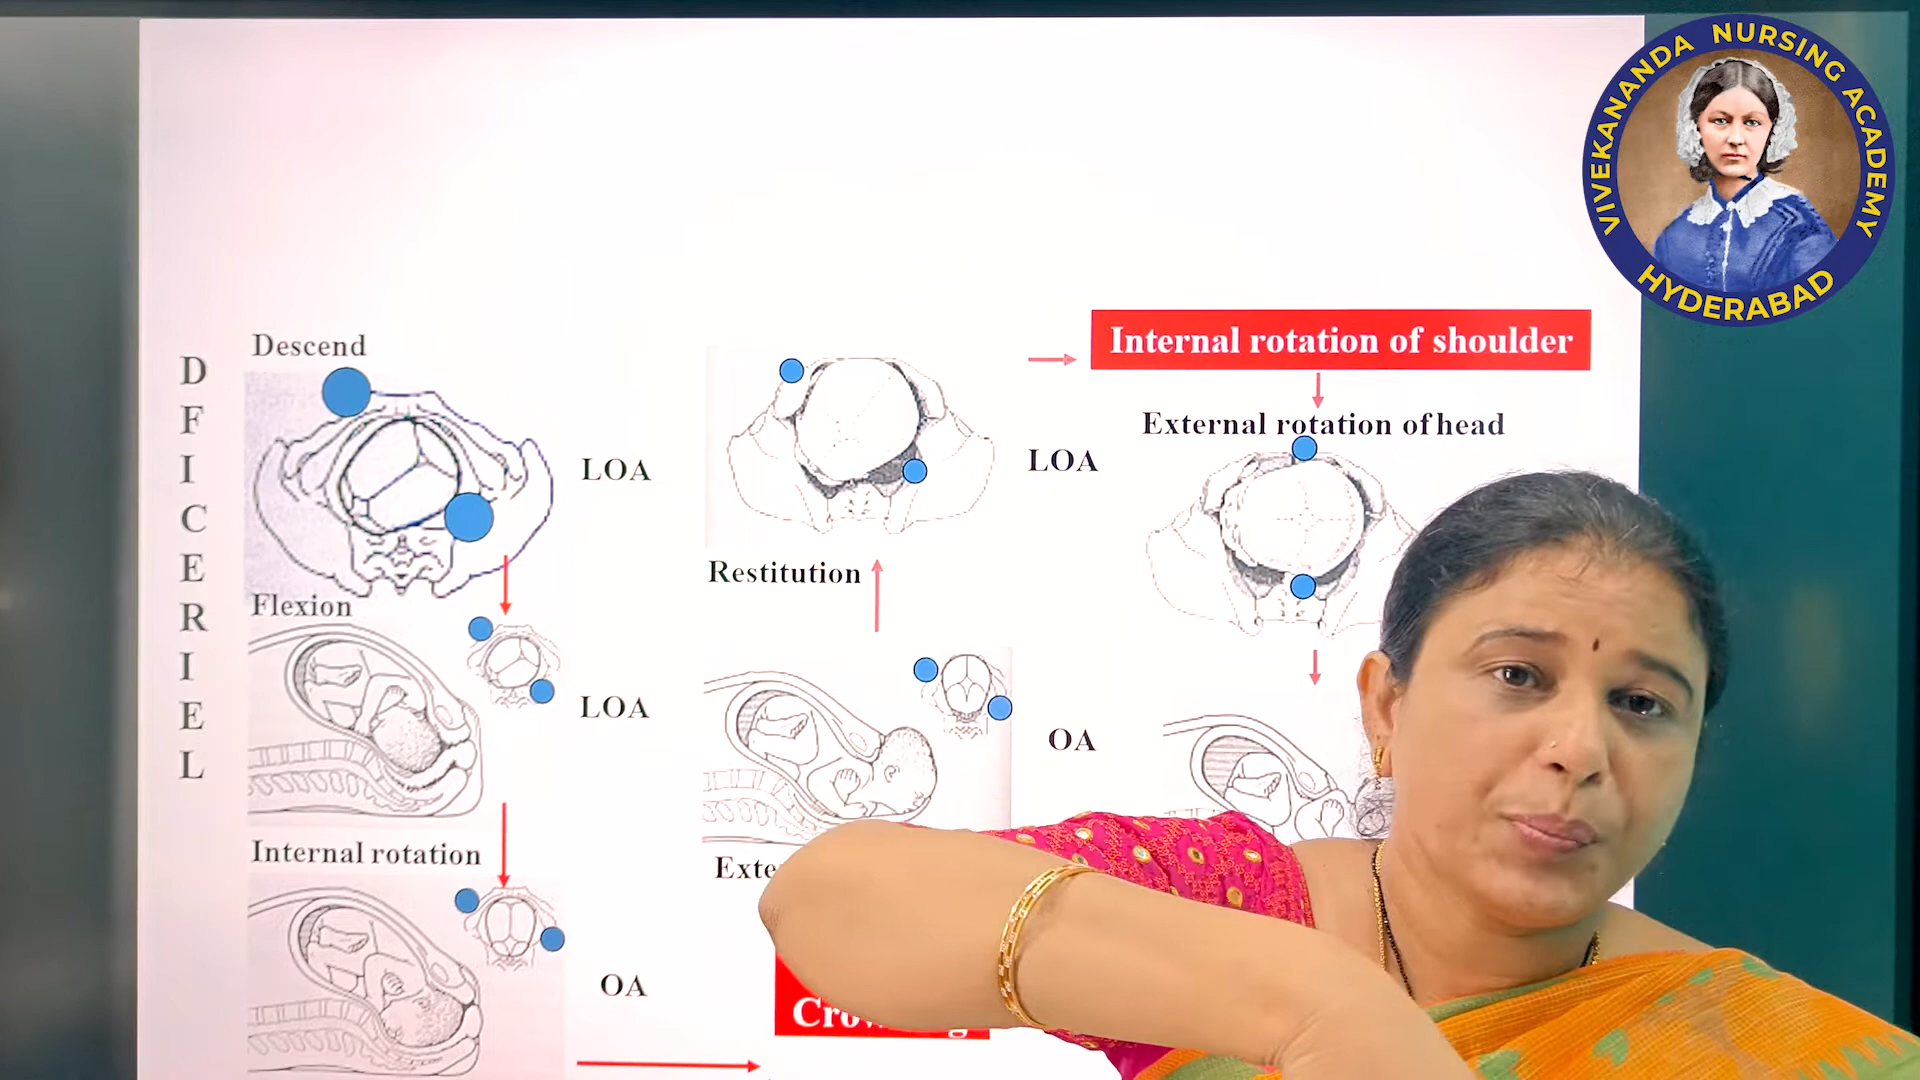 VIVEKANANDA NURSING ACADEMY
HYDERABAD
D
F
I
C
E
R
I
E
L
Descend
LOA
Flexion
LOA
Internal rotation
OA
Restitution
LOA
OA
Internal rotation of shoulder
External rotation of head